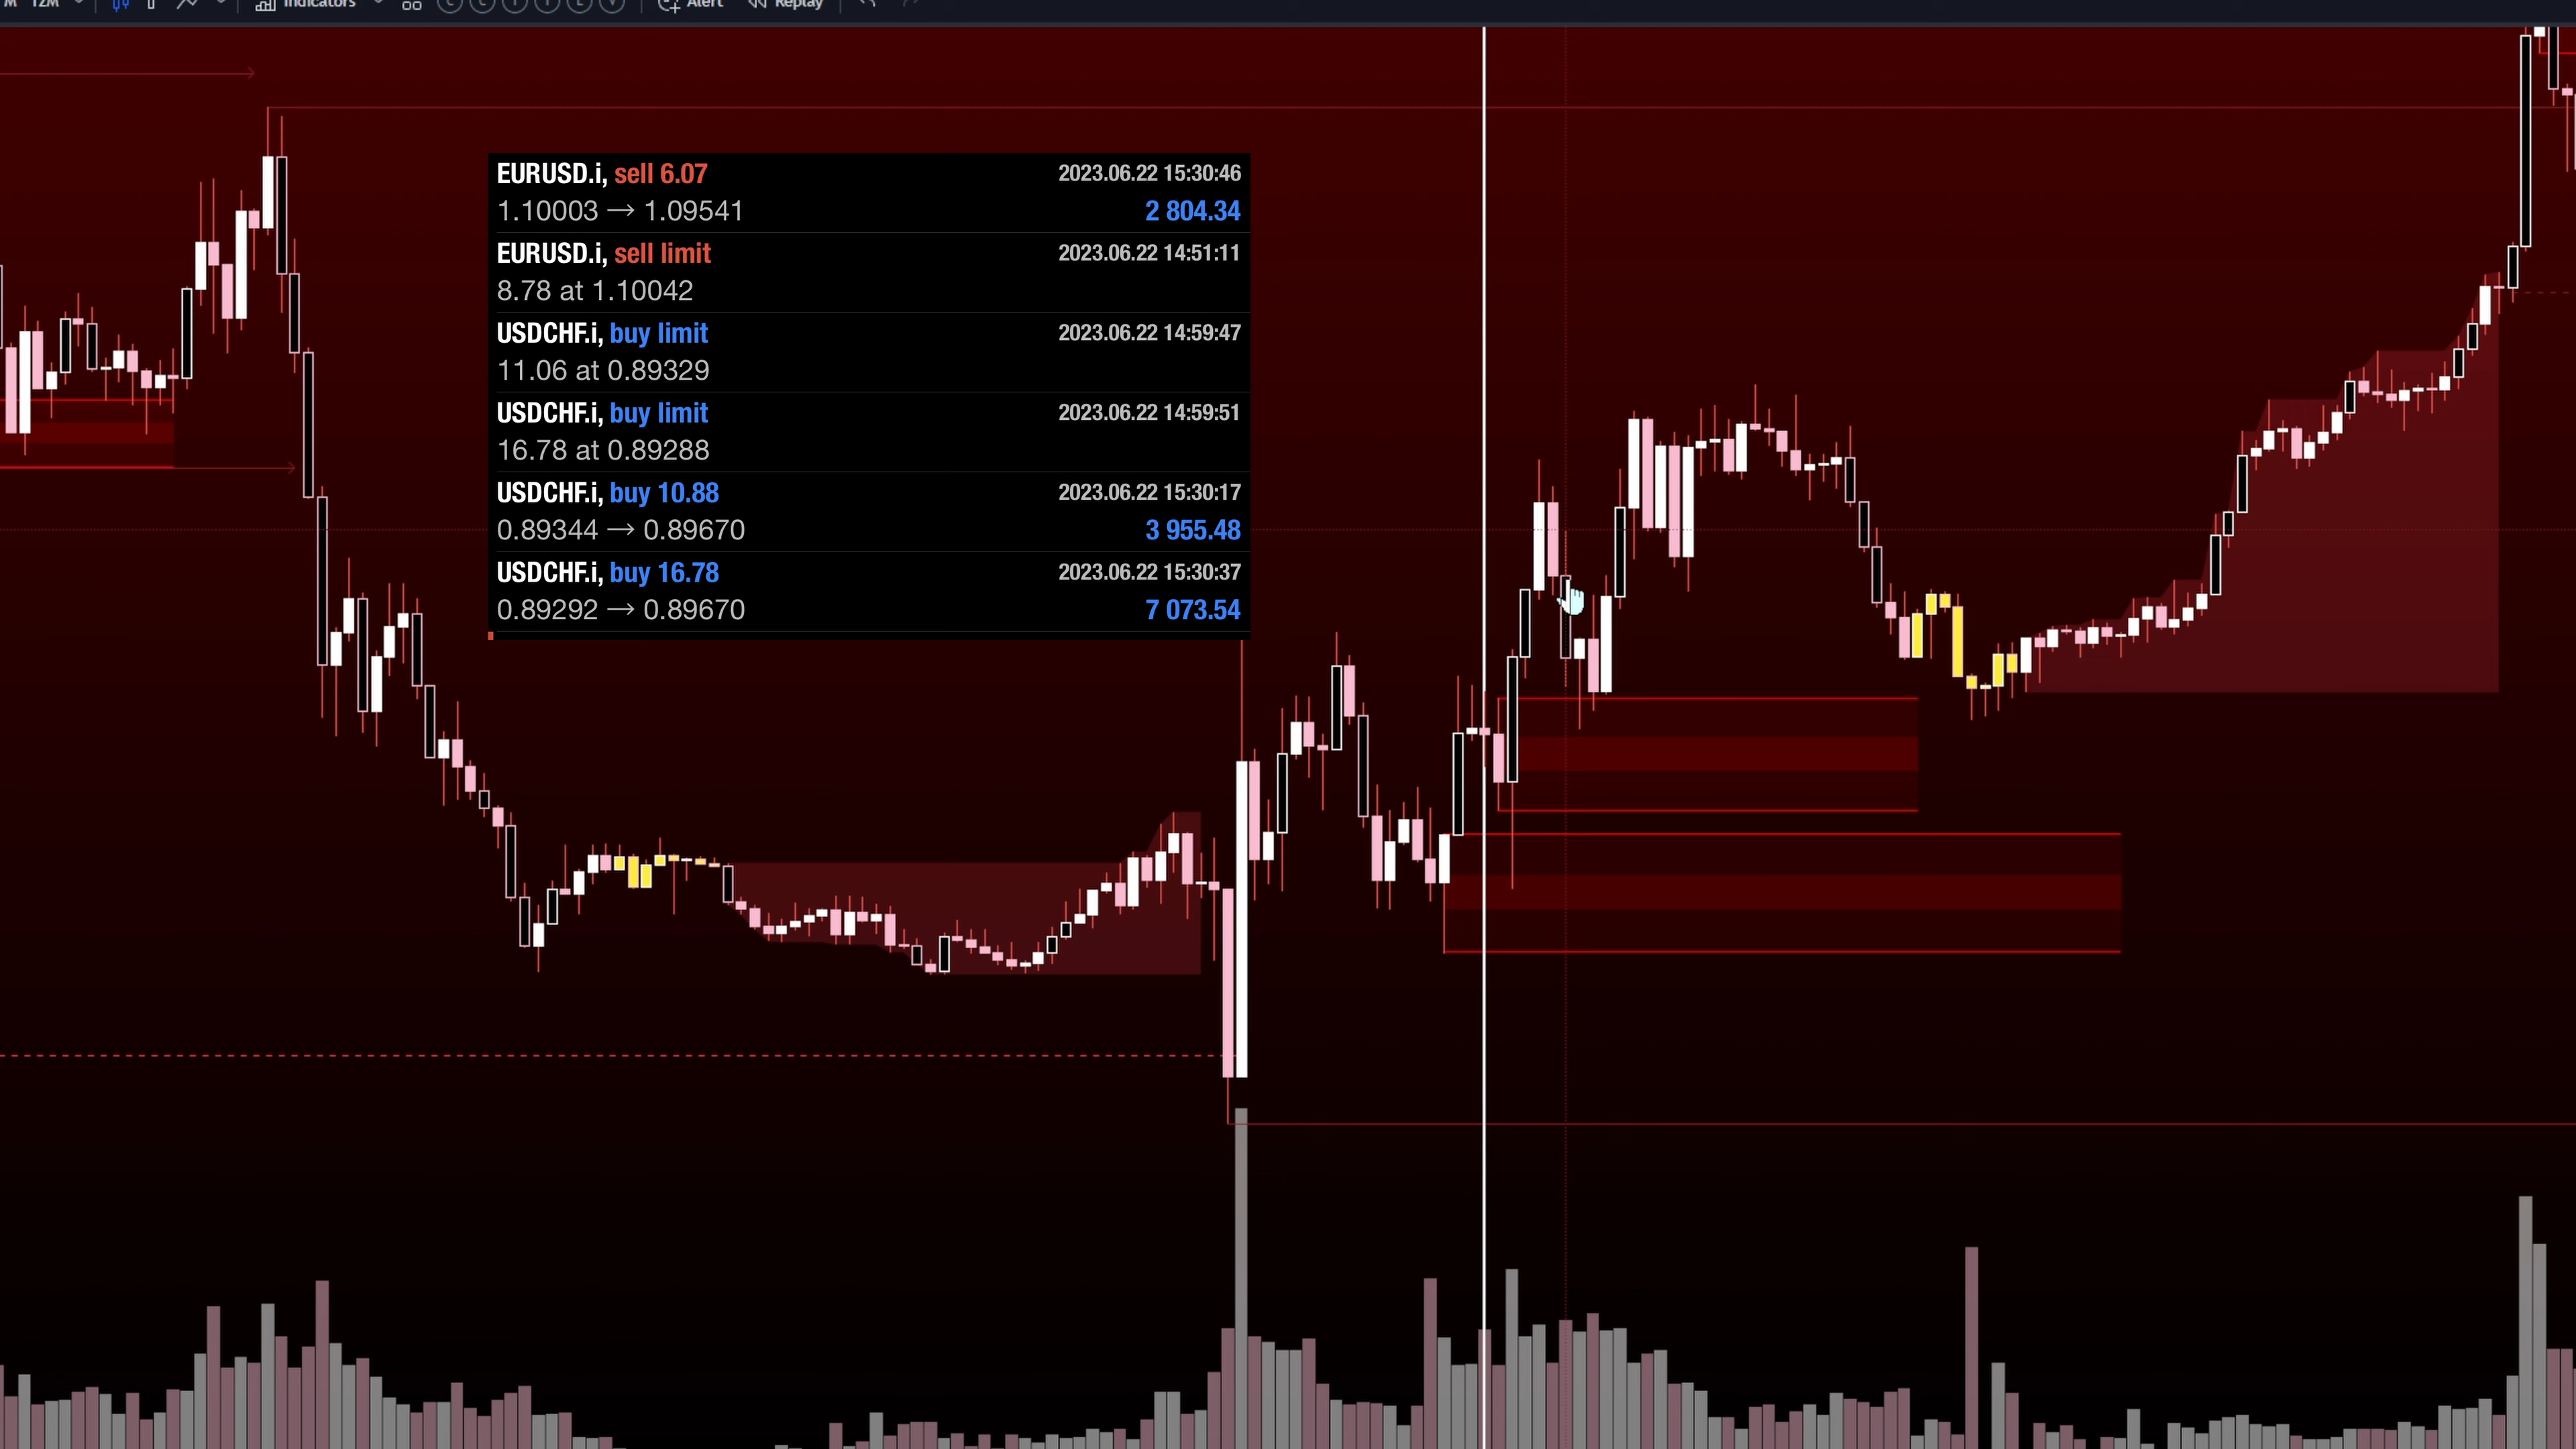 M 12M Indicators Alert Replay
EURUSD.i, sell 6.07 2023.06.22 15:30:46
1.10003 → 1.09541 2 804.34
EURUSD.i, sell limit 2023.06.22 14:51:11
8.78 at 1.10042
USDCHF.i, buy limit 2023.06.22 14:59:47
11.06 at 0.89329
USDCHF.i, buy limit 2023.06.22 14:59:51
16.78 at 0.89288
USDCHF.i, buy 10.88 2023.06.22 15:30:17
0.89344 → 0.89670 3 955.48
USDCHF.i, buy 16.78 2023.06.22 15:30:37
0.89292 → 0.89670 7 073.54